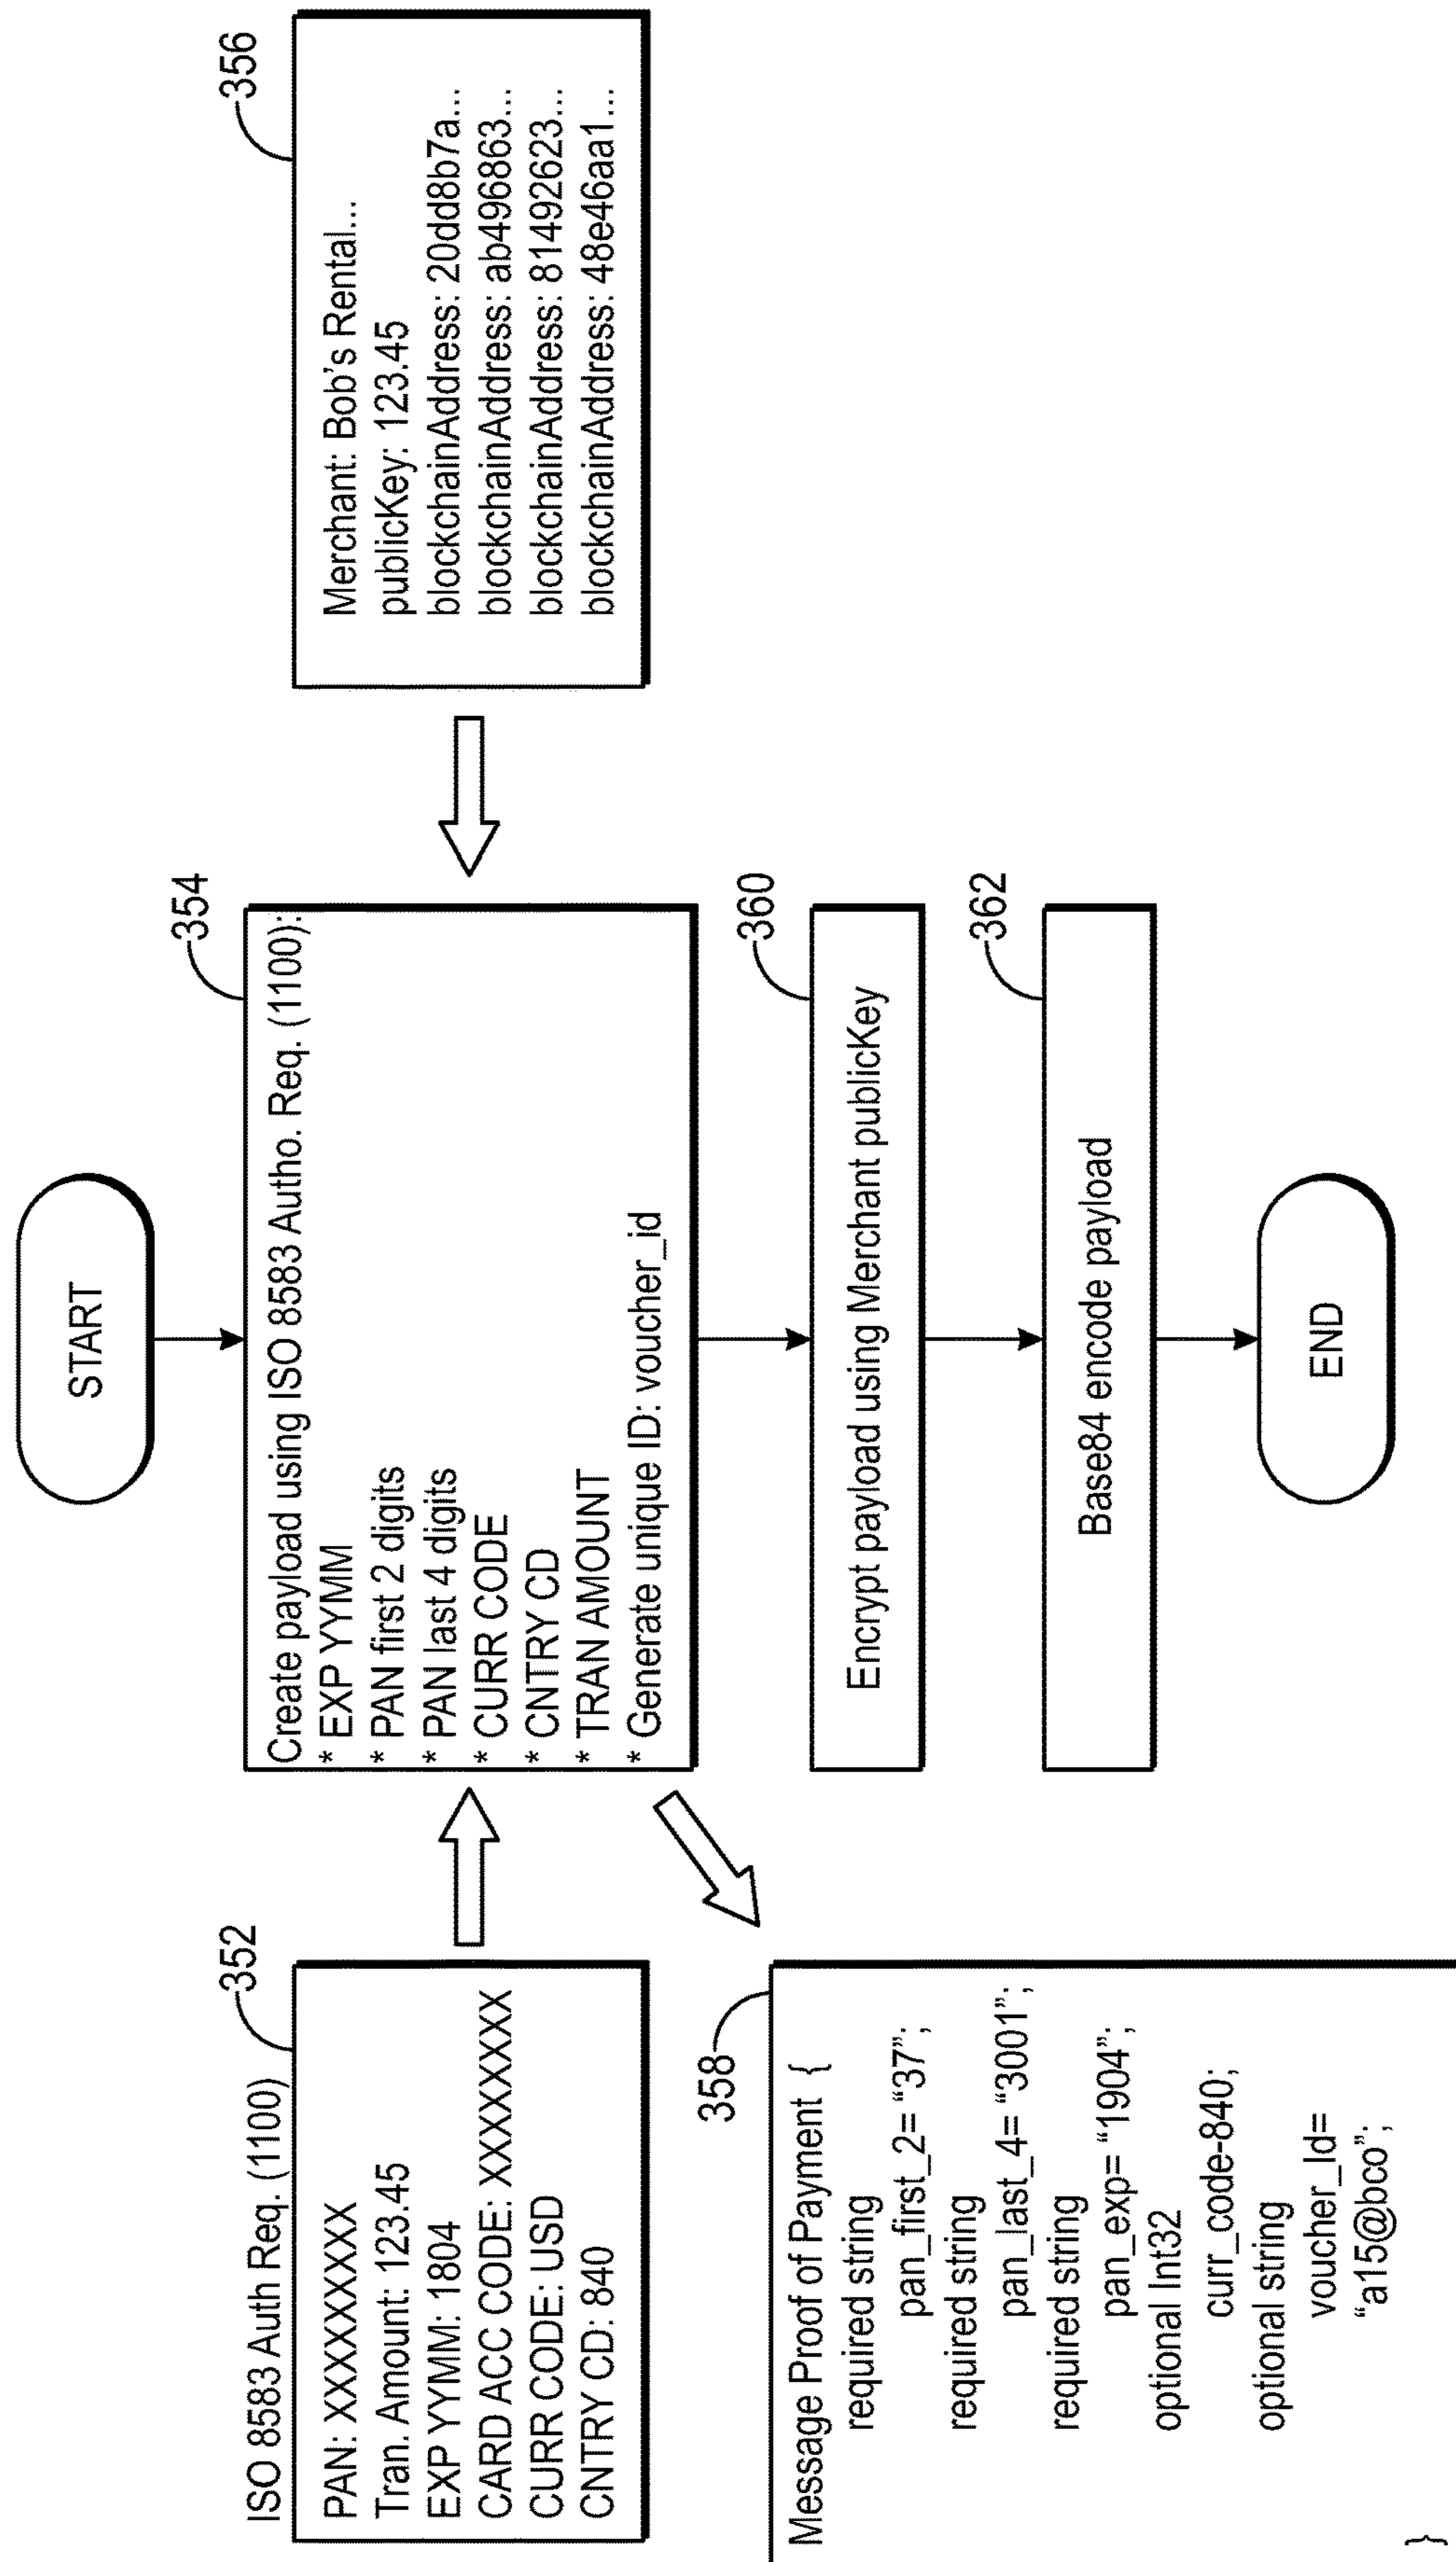 START
ISO 8583 Auth Req. (1100)
352
PAN: XXXXXXXXX
Tran. Amount: 123.45
EXP YYMM: 1804
CARD ACC CODE: XXXXXXXX
CURR CODE: USD
CNTRY CD: 840
354
Create payload using ISO 8583 Autho. Req. (1100):
* EXP YYMM
* PAN first 2 digits
* PAN last 4 digits
* CURR CODE
* CNTRY CD
* TRAN AMOUNT
* Generate unique ID: voucher_id
356
Merchant: Bob's Rental...
publicKey: 123.45
blockchainAddress: 20dd8b7a...
blockchainAddress: ab496863...
blockchainAddress: 81492623...
blockchainAddress: 48e46aa1...
358
Message Proof of Payment {
required string
pan_first_2= “37”;
required string
pan_last_4= “3001”;
required string
pan_exp= “1904”;
optional Int32
curr_code-840;
optional string
voucher_Id=
“a15@bco”;
}
360
Encrypt payload using Merchant publicKey
362
Base84 encode payload
END